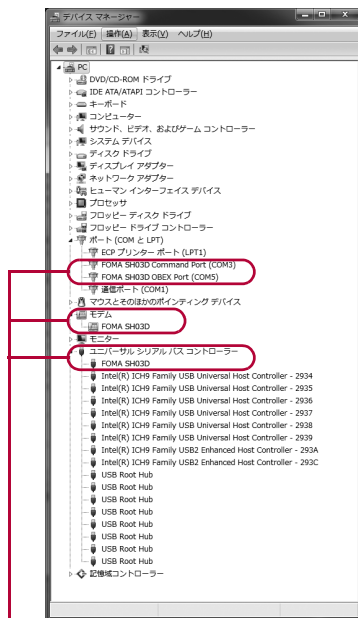 デバイス マネージャー
ファイル(F) 操作(A) 表示(V) ヘルプ(H)
PC
DVD/CD-ROM ドライブ
IDE ATA/ATAPI コントローラー
キーボード
コンピューター
サウンド、ビデオ、およびゲーム コントローラー
システム デバイス
ディスク ドライブ
ディスプレイ アダプター
ネットワーク アダプター
ヒューマン インターフェイス デバイス
プロセッサ
フロッピー ディスク ドライブ
フロッピー ドライブ コントローラー
ポート (COM と LPT)
ECP プリンター ポート (LPT1)
FOMA SH03D Command Port (COM3)
FOMA SH03D OBEX Port (COM5)
通信ポート (COM1)
マウスとそのほかのポインティング デバイス
モデム
FOMA SH03D
モニター
ユニバーサル シリアル バス コントローラー
FOMA SH03D
Intel(R) ICH9 Family USB Universal Host Controller - 2934
Intel(R) ICH9 Family USB Universal Host Controller - 2935
Intel(R) ICH9 Family USB Universal Host Controller - 2936
Intel(R) ICH9 Family USB Universal Host Controller - 2937
Intel(R) ICH9 Family USB Universal Host Controller - 2938
Intel(R) ICH9 Family USB Universal Host Controller - 2939
Intel(R) ICH9 Family USB2 Enhanced Host Controller - 293A
Intel(R) ICH9 Family USB2 Enhanced Host Controller - 293C
USB Root Hub
USB Root Hub
USB Root Hub
USB Root Hub
USB Root Hub
USB Root Hub
USB Root Hub
USB Root Hub
記憶域コントローラー